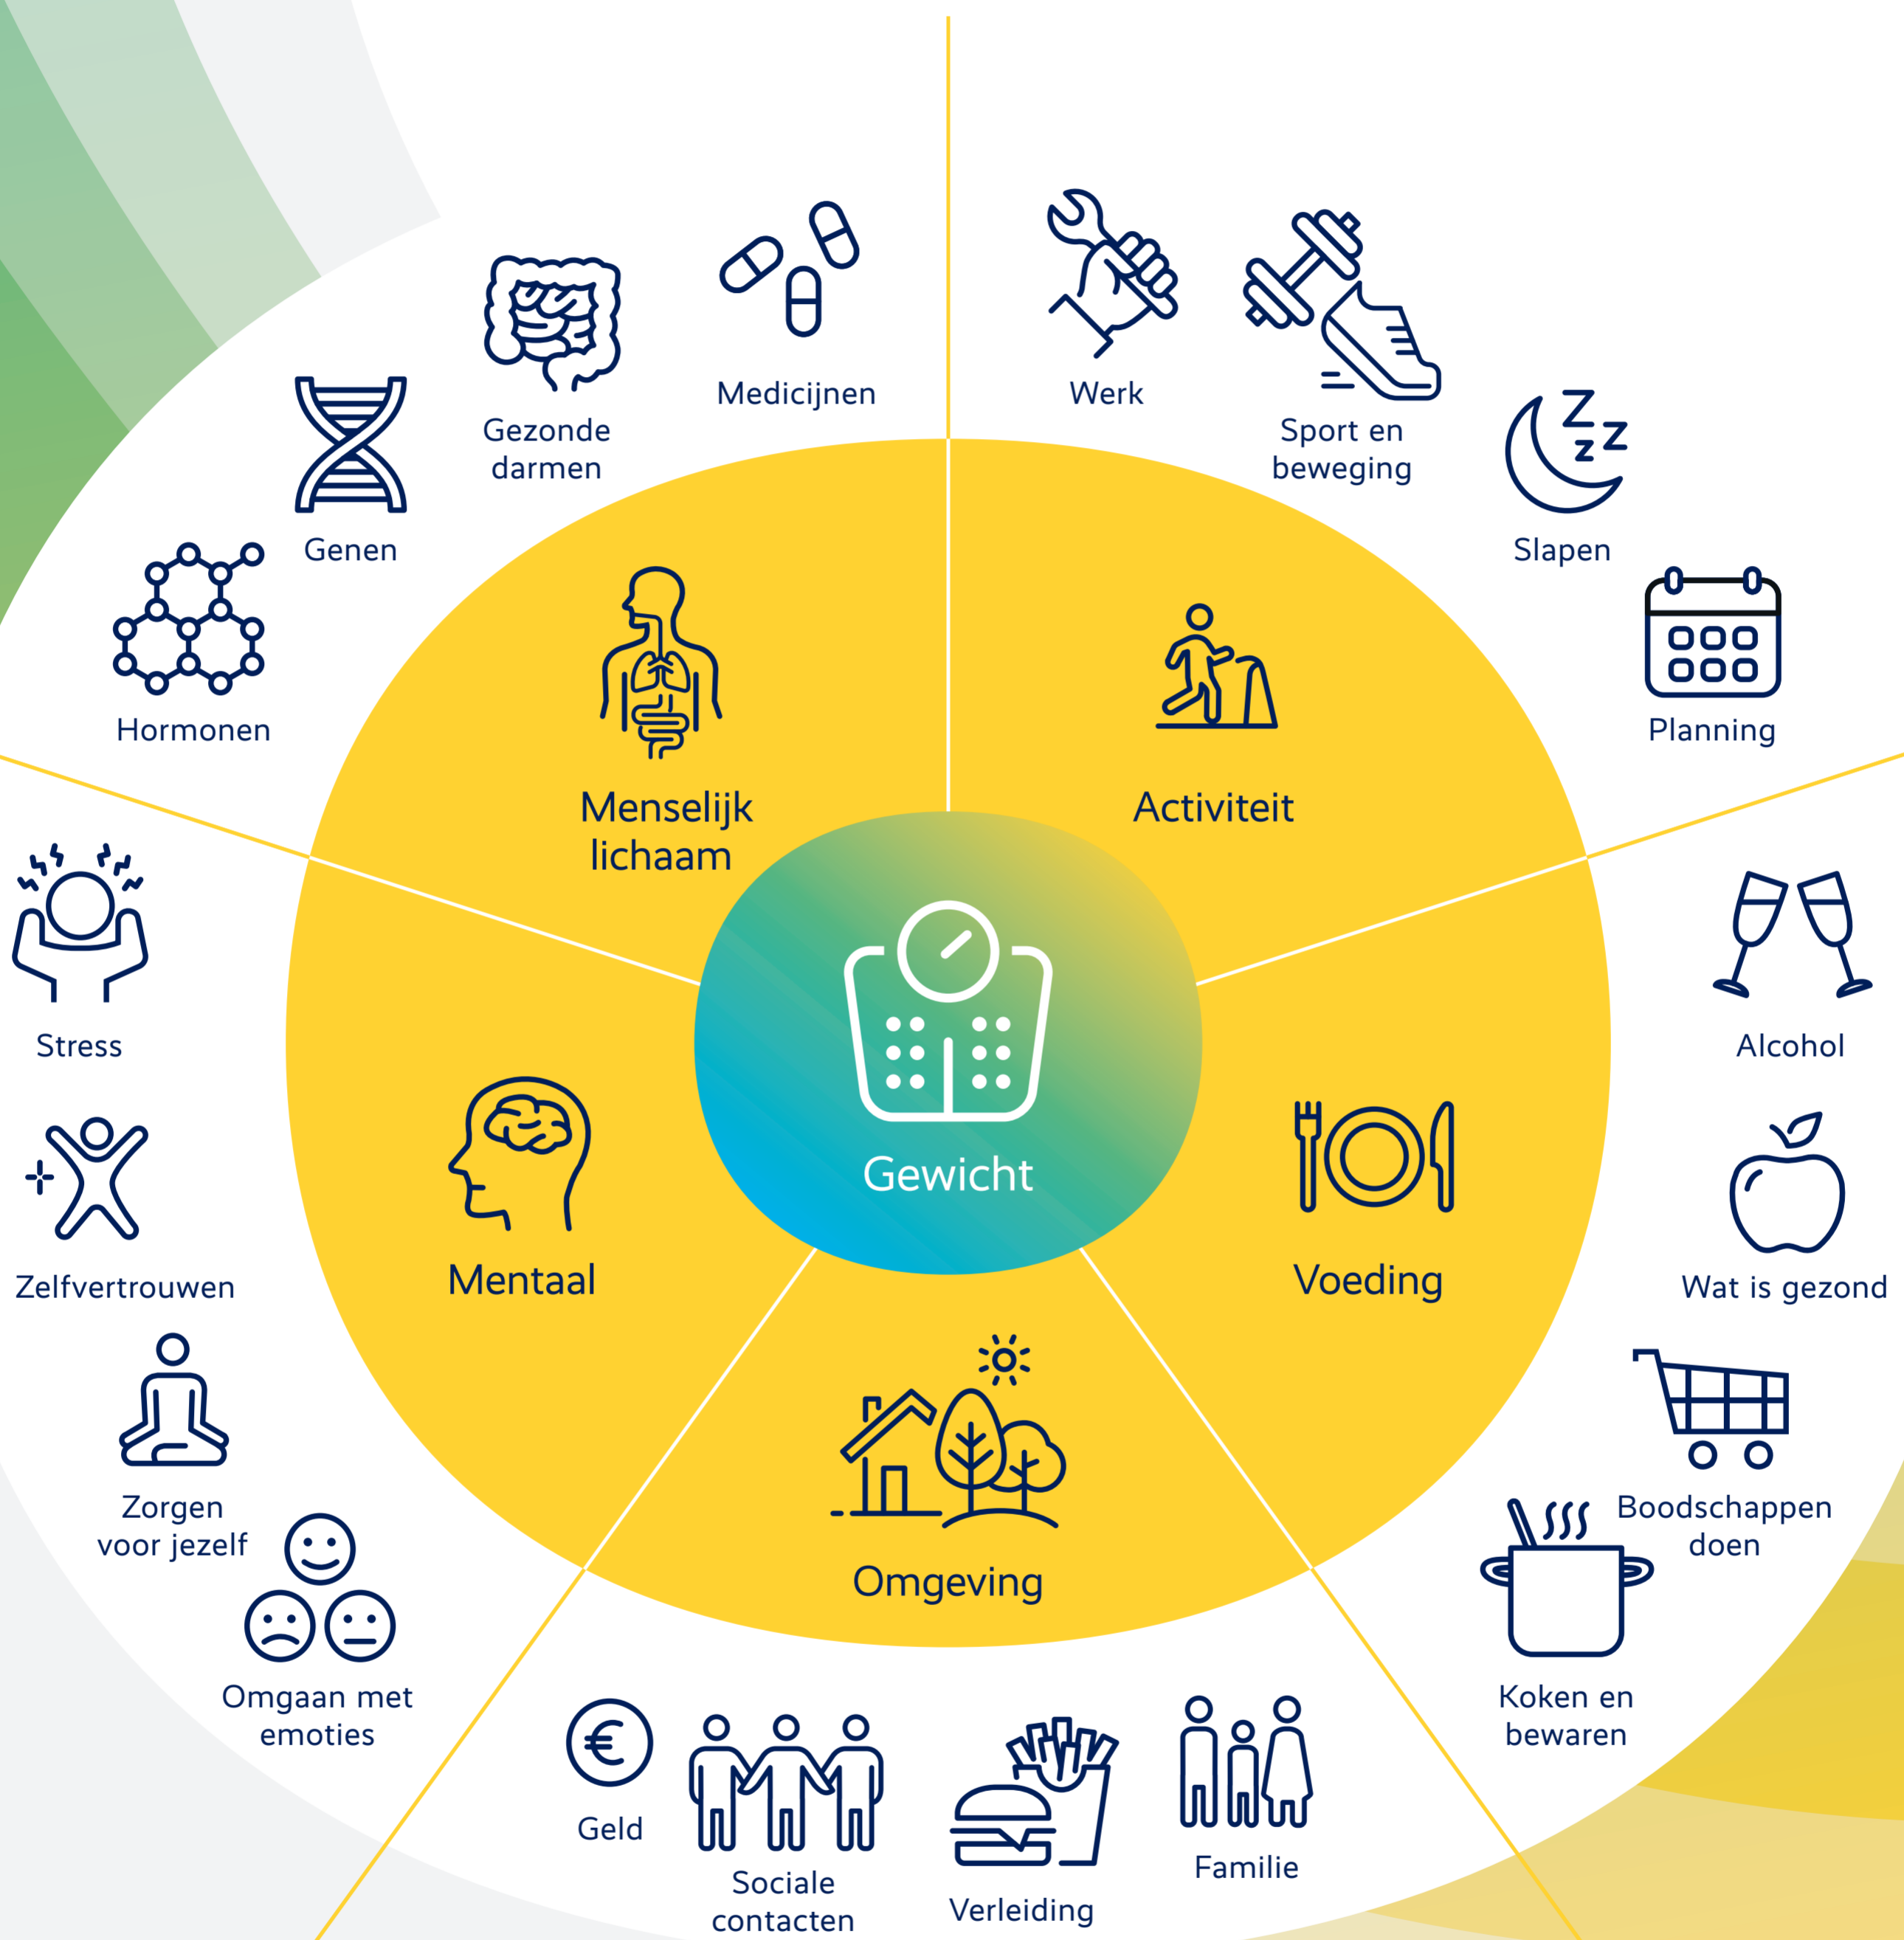 Medicijnen
Werk
Gezonde
darmen
Sport en
beweging
Genen
Slapen
Hormonen
Planning
Menselijk
lichaam
Activiteit
Stress
Alcohol
Gewicht
Mentaal
Voeding
Zelfvertrouwen
Wat is gezond
Zorgen
voor jezelf
Boodschappen
doen
Omgeving
Omgaan met
emoties
Koken en
bewaren
Geld
Sociale
contacten
Verleiding
Familie